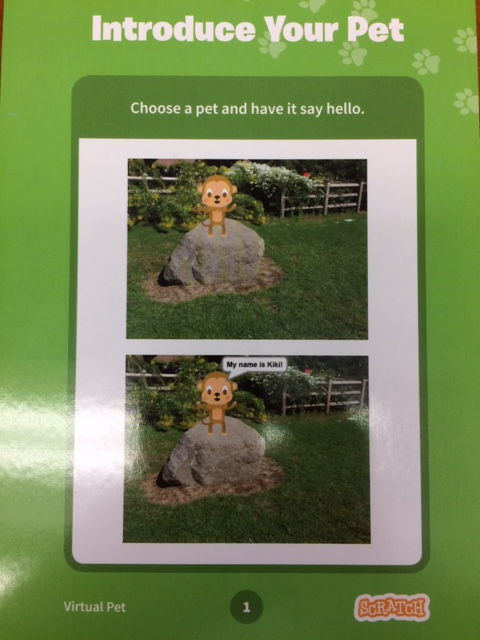 Introduce Your Pet
Choose a pet and have it say hello.
My name is Kiki!
Virtual Pet
1
SCRATCH